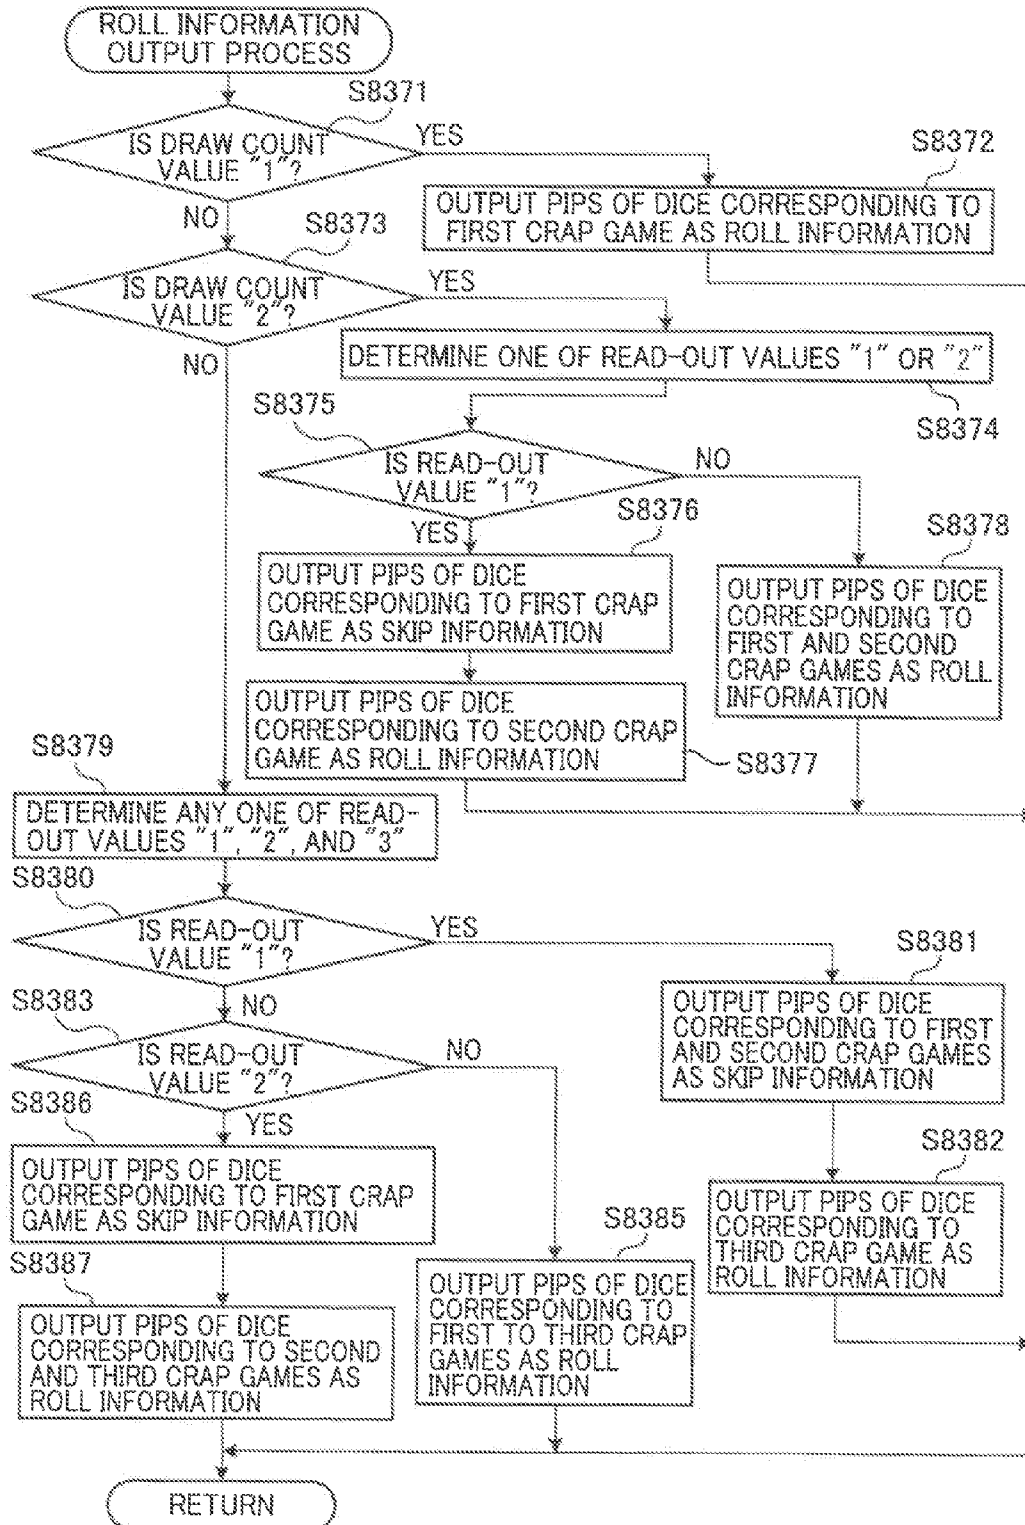 ROLL INFORMATION
OUTPUT PROCESS
S8371
IS DRAW COUNT
VALUE "1"?
YES
NO
S8372
OUTPUT PIPS OF DICE CORRESPONDING TO
FIRST CRAP GAME AS ROLL INFORMATION
S8373
IS DRAW COUNT
VALUE "2"?
YES
NO
DETERMINE ONE OF READ-OUT VALUES "1" OR "2"
S8374
S8375
IS READ-OUT
VALUE "1"?
NO
YES
S8376
OUTPUT PIPS OF DICE
CORRESPONDING TO FIRST CRAP
GAME AS SKIP INFORMATION
S8378
OUTPUT PIPS OF DICE
CORRESPONDING TO
FIRST AND SECOND
CRAP GAMES AS ROLL
INFORMATION
OUTPUT PIPS OF DICE
CORRESPONDING TO SECOND CRAP
GAME AS ROLL INFORMATION
S8377
S8379
DETERMINE ANY ONE OF READ-
OUT VALUES "1", "2", AND "3"
S8380
IS READ-OUT
VALUE "1"?
YES
NO
S8381
OUTPUT PIPS OF DICE
CORRESPONDING TO FIRST
AND SECOND CRAP GAMES
AS SKIP INFORMATION
S8383
IS READ-OUT
VALUE "2"?
NO
YES
S8382
OUTPUT PIPS OF DICE
CORRESPONDING TO
THIRD CRAP GAME AS
ROLL INFORMATION
S8386
OUTPUT PIPS OF DICE
CORRESPONDING TO FIRST CRAP
GAME AS SKIP INFORMATION
S8385
OUTPUT PIPS OF DICE
CORRESPONDING TO
FIRST TO THIRD CRAP
GAMES AS ROLL
INFORMATION
S8387
OUTPUT PIPS OF DICE
CORRESPONDING TO SECOND
AND THIRD CRAP GAMES AS
ROLL INFORMATION
RETURN